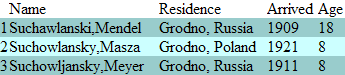 Name Residence Arrived Age
1 Suchawlanski,Mendel Grodno, Russia 1909 18
2 Suchowlansky,Masza Grodno, Poland 1921 8
3 Suchowljansky,Meyer Grodno, Russia 1911 8